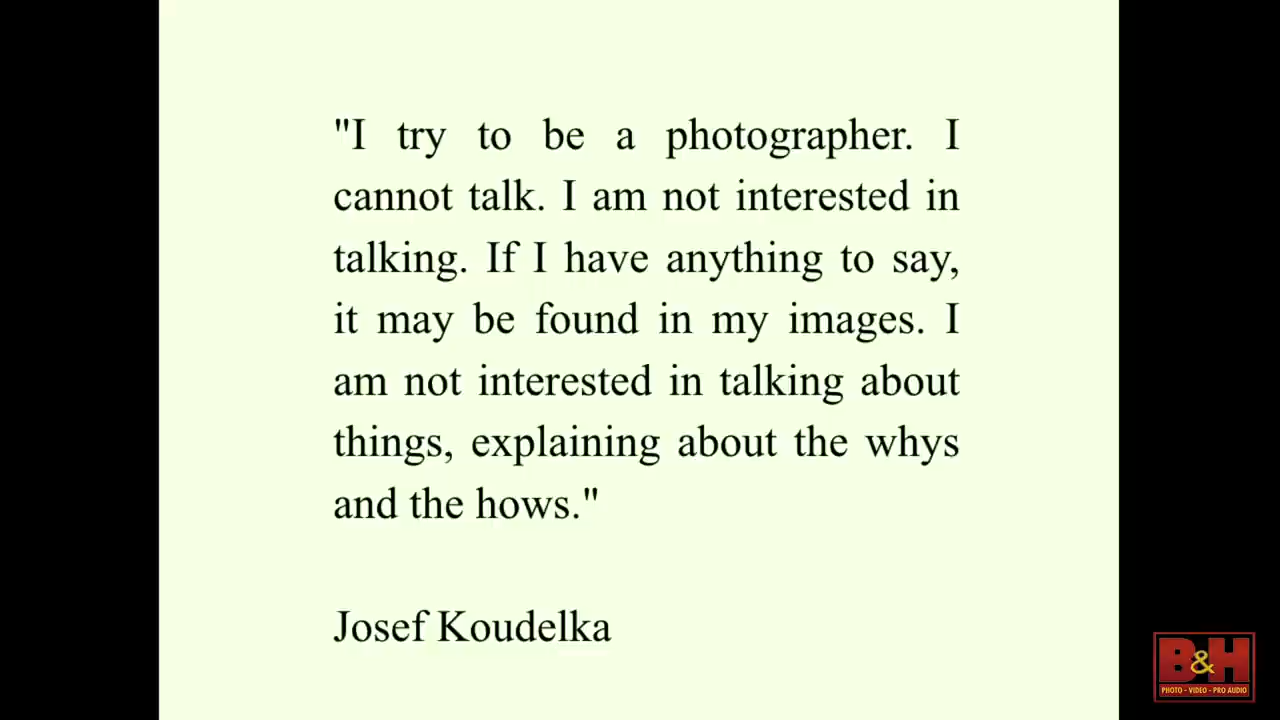 "I try to be a photographer. I
cannot talk. I am not interested in
talking. If I have anything to say,
it may be found in my images. I
am not interested in talking about
things, explaining about the whys
and the hows."
Josef Koudelka
B&H
PHOTO - VIDEO - PRO AUDIO